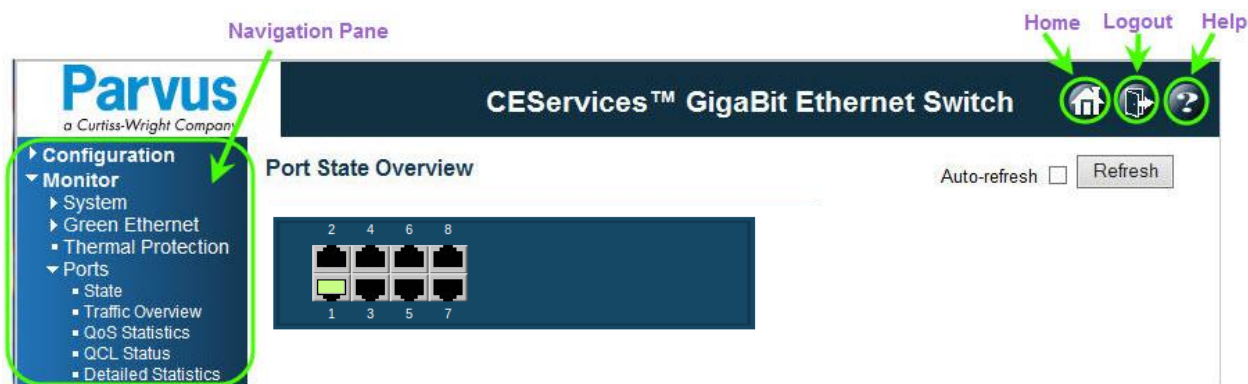 Navigation Pane
Home Logout Help
Parvus
a Curtiss-Wright Company
CEServices™ GigaBit Ethernet Switch
?
Configuration
Monitor
System
Green Ethernet
Thermal Protection
Ports
State
Traffic Overview
QoS Statistics
QCL Status
Detailed Statistics
Port State Overview
Auto-refresh Refresh
2 4 6 8
1 3 5 7